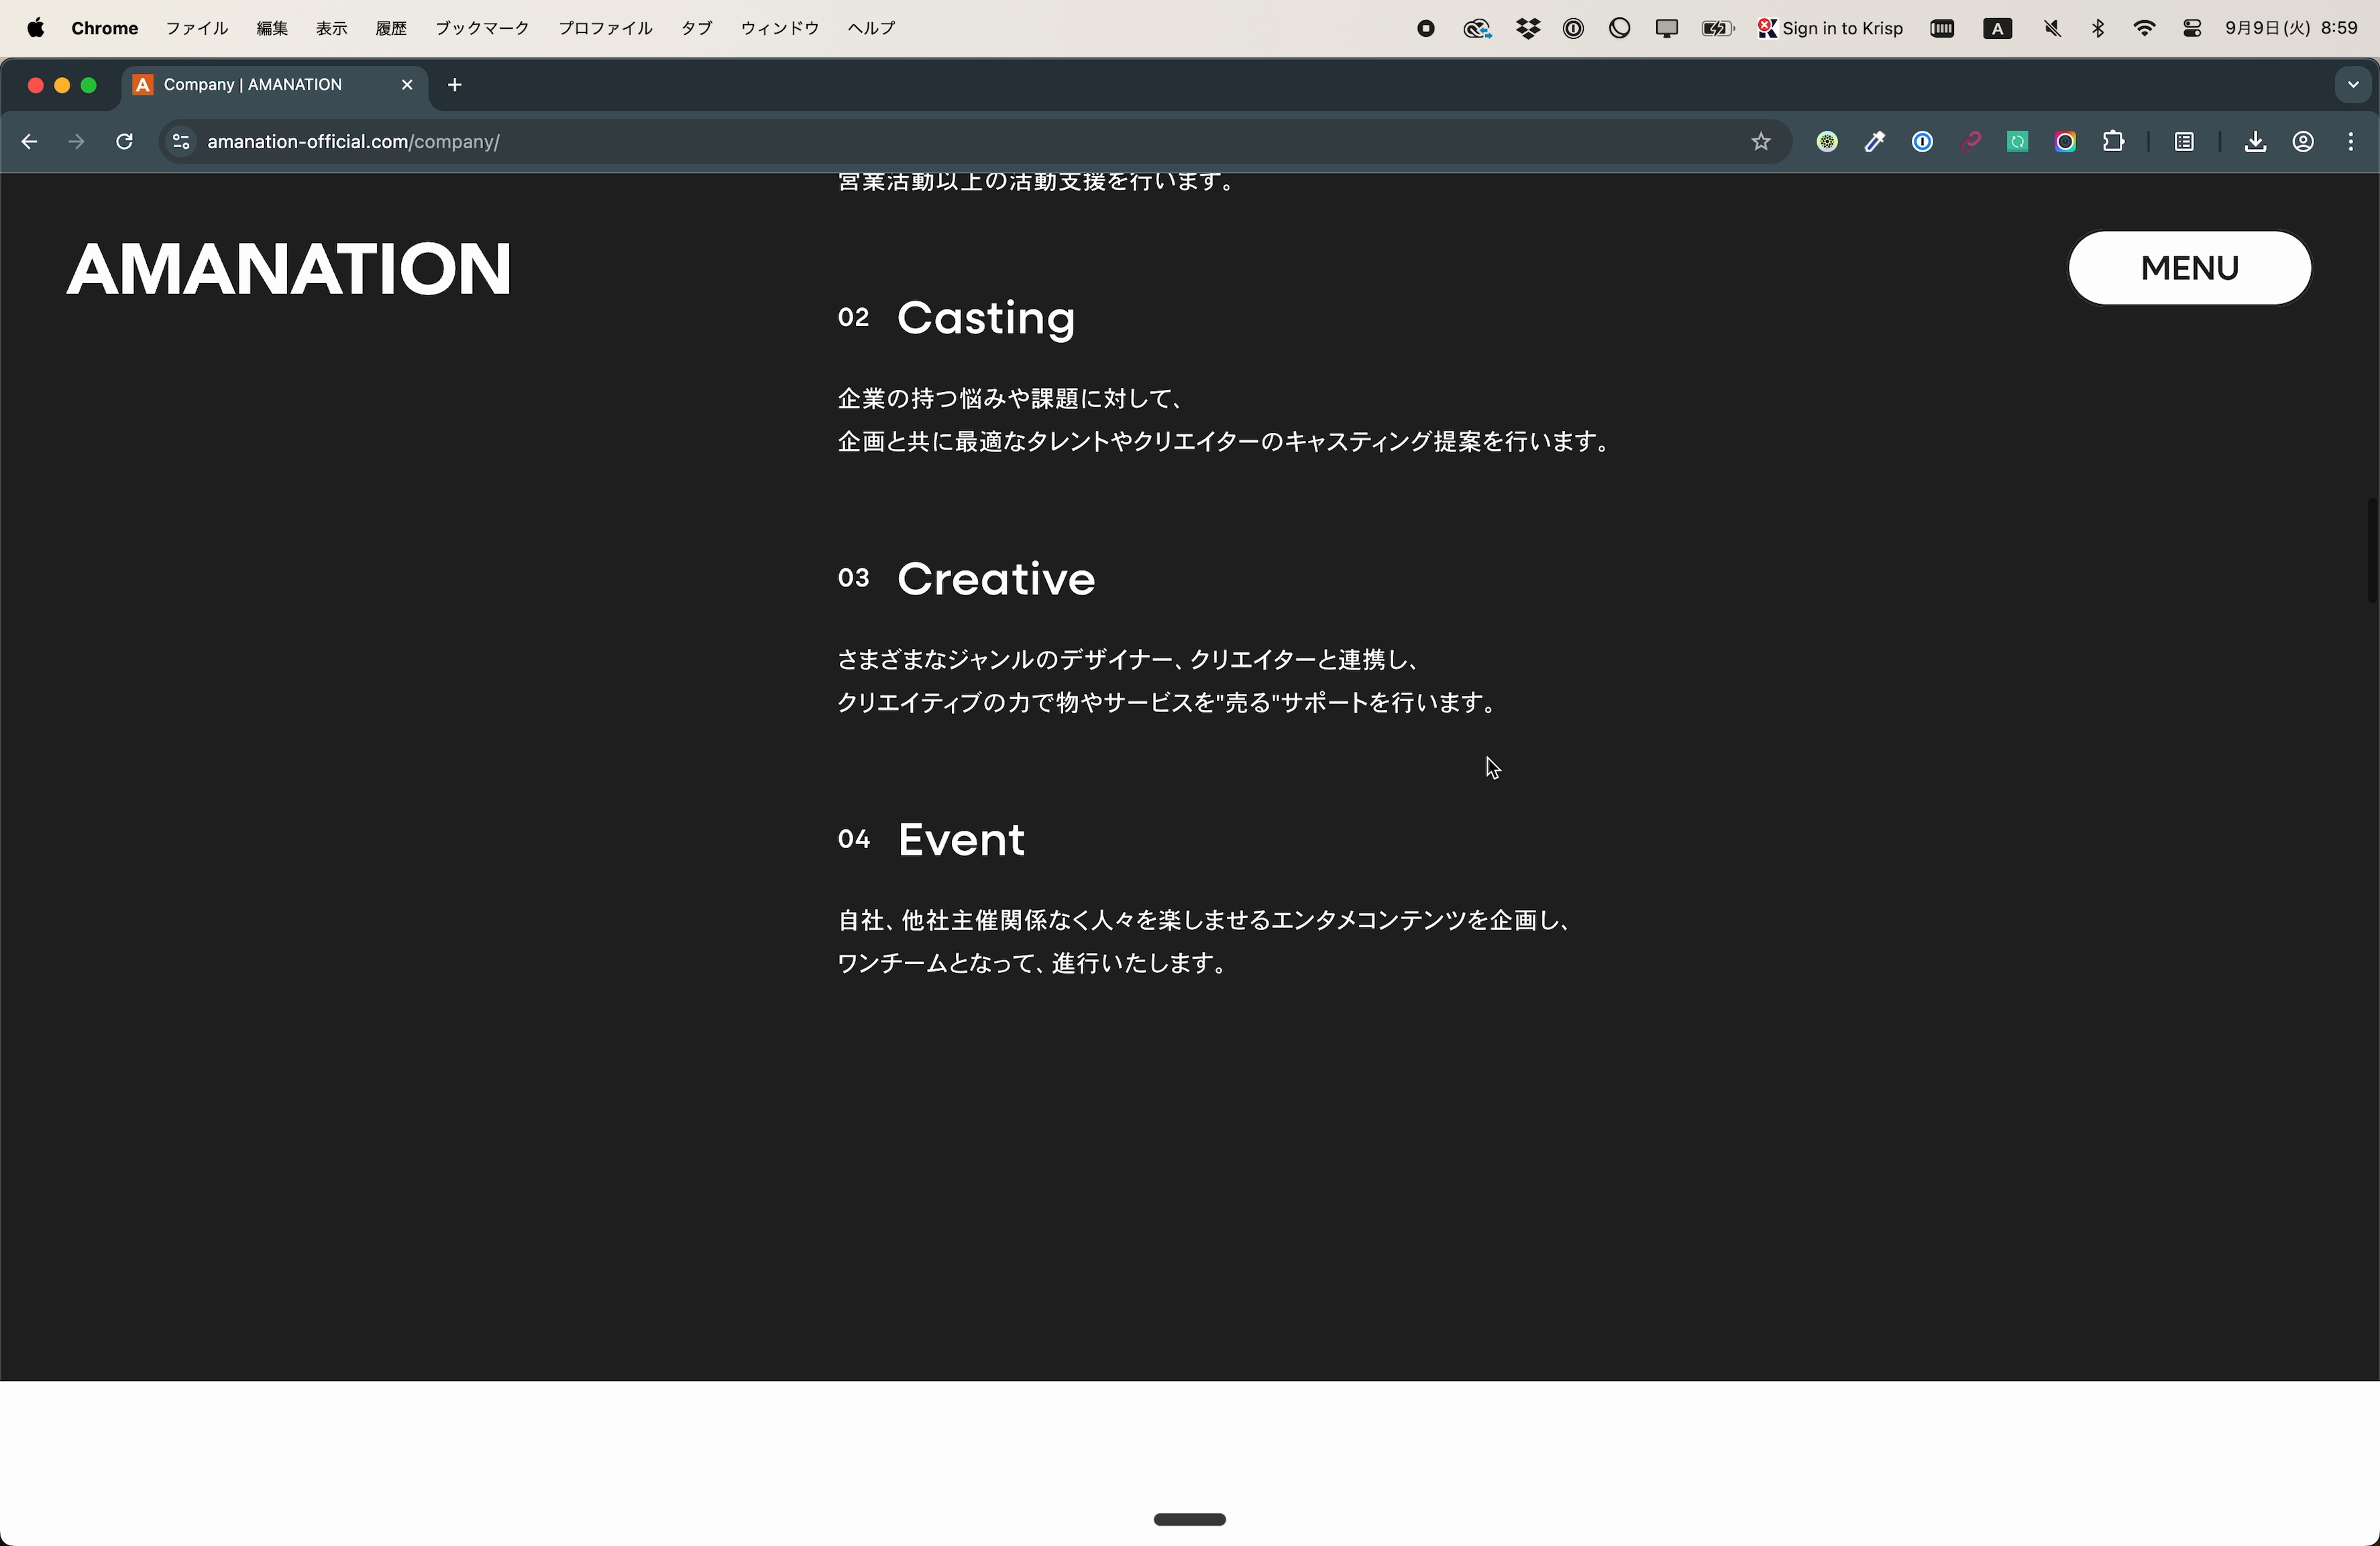 Chrome ファイル 編集 表示 履歴 ブックマーク プロファイル タブ ウィンドウ ヘルプ Sign in to Krisp A 9月9日(火) 8:59
A Company | AMANATION
amanation-official.com/company/
営業活動以上の活動支援を行います。
AMANATION
MENU
02 Casting
企業の持つ悩みや課題に対して、
企画と共に最適なタレントやクリエイターのキャスティング提案を行います。
03 Creative
さまざまなジャンルのデザイナー、クリエイターと連携し、
クリエイティブの力で物やサービスを"売る"サポートを行います。
04 Event
自社、他社主催関係なく人々を楽しませるエンタメコンテンツを企画し、
ワンチームとなって、進行いたします。